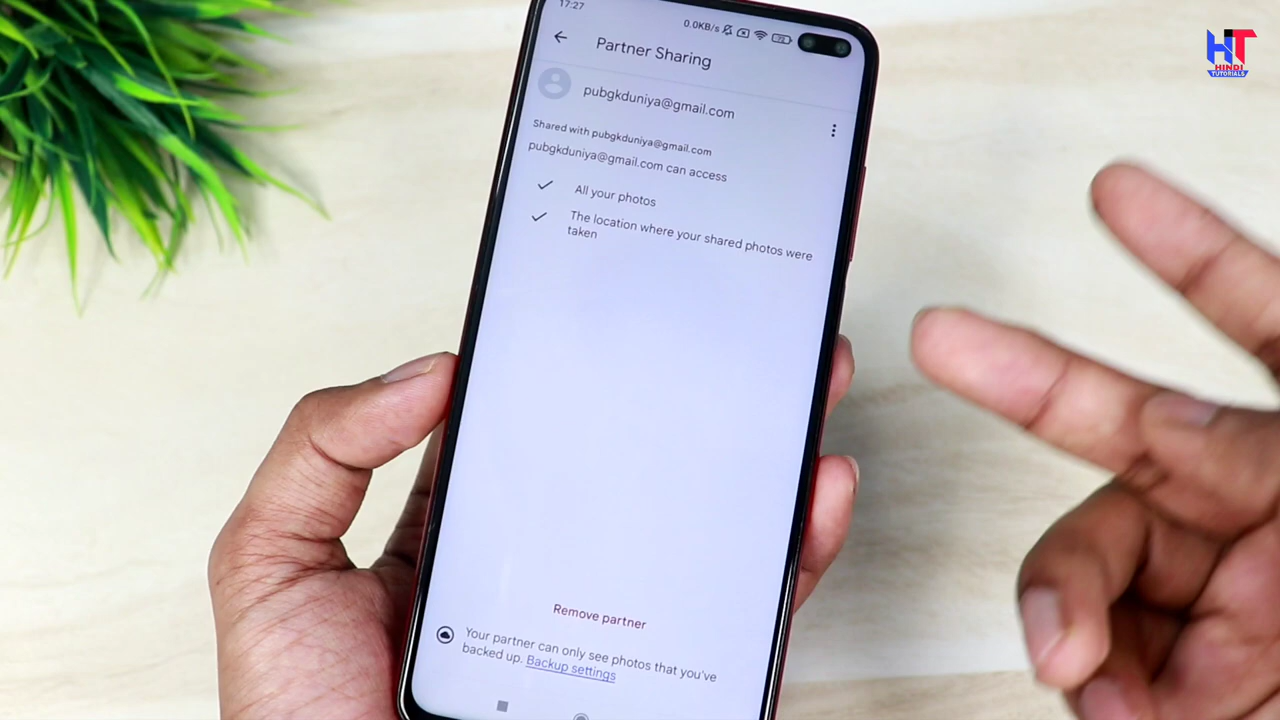 17:27
0.0KB/s
72
Partner Sharing
pubgkduniya@gmail.com
Shared with pubgkduniya@gmail.com
pubgkduniya@gmail.com can access
All your photos
The location where your shared photos were
taken
Remove partner
Your partner can only see photos that you've
backed up. Backup settings
HT
HINDI
TUTORIALS